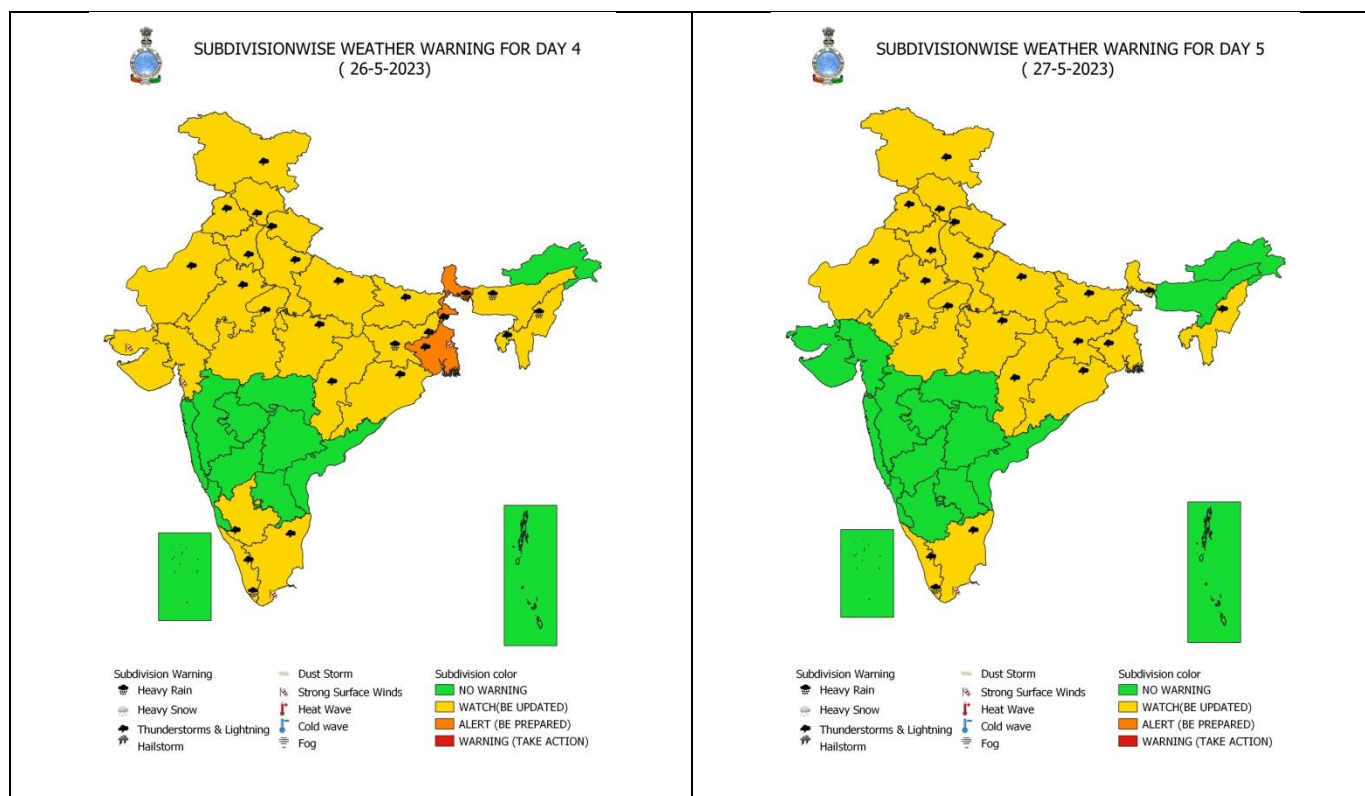 SUBDIVISIONWISE WEATHER WARNING FOR DAY 4
( 26-5-2023)
Subdivision Warning
Heavy Rain
Heavy Snow
Thunderstorms & Lightning
Hailstorm
Dust Storm
Strong Surface Winds
Heat Wave
Cold wave
Fog
Subdivision color
NO WARNING
WATCH(BE UPDATED)
ALERT (BE PREPARED)
WARNING (TAKE ACTION)
SUBDIVISIONWISE WEATHER WARNING FOR DAY 5
( 27-5-2023)
Subdivision Warning
Heavy Rain
Heavy Snow
Thunderstorms & Lightning
Hailstorm
Dust Storm
Strong Surface Winds
Heat Wave
Cold wave
Fog
Subdivision color
NO WARNING
WATCH(BE UPDATED)
ALERT (BE PREPARED)
WARNING (TAKE ACTION)